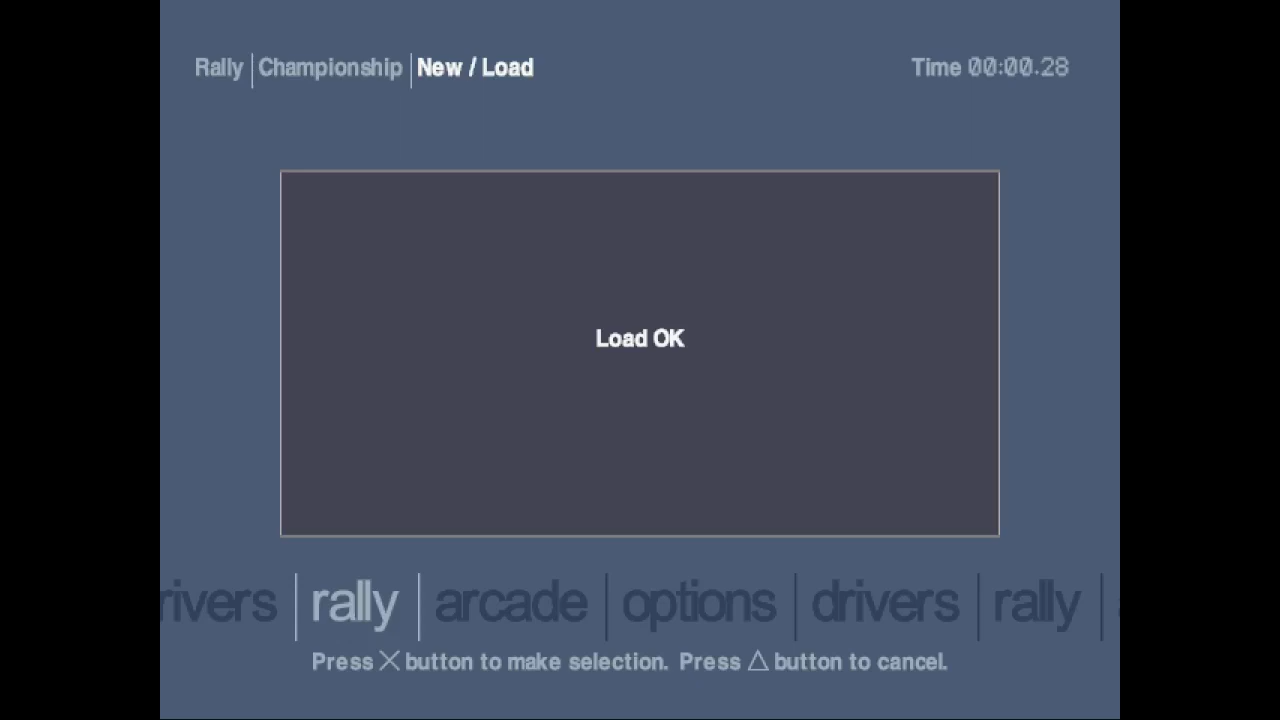 Rally | Championship | New / Load
Time 00:00.28
Load OK
rivers | rally | arcade | options | drivers | rally |
Press X button to make selection. Press △ button to cancel.